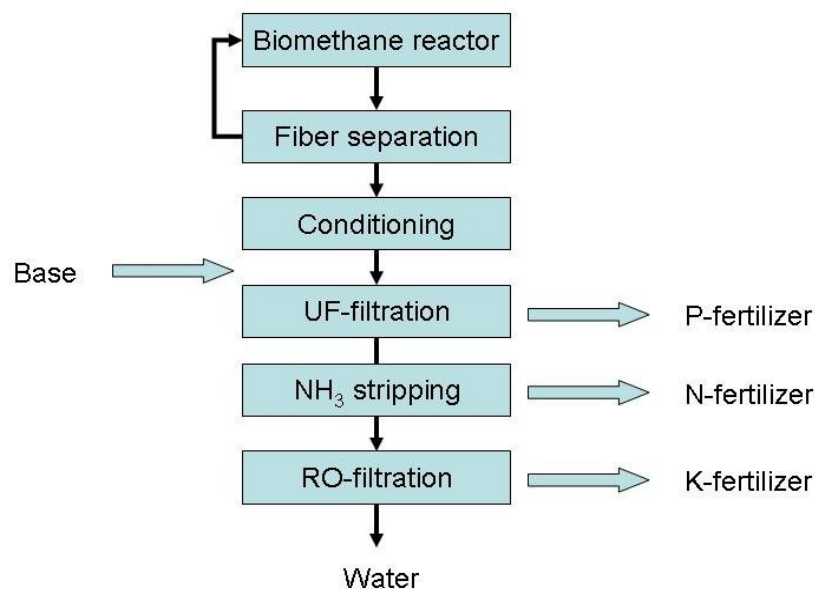 Biomethane reactor
Fiber separation
Conditioning
Base
UF-filtration
P-fertilizer
NH₃ stripping
N-fertilizer
RO-filtration
K-fertilizer
Water